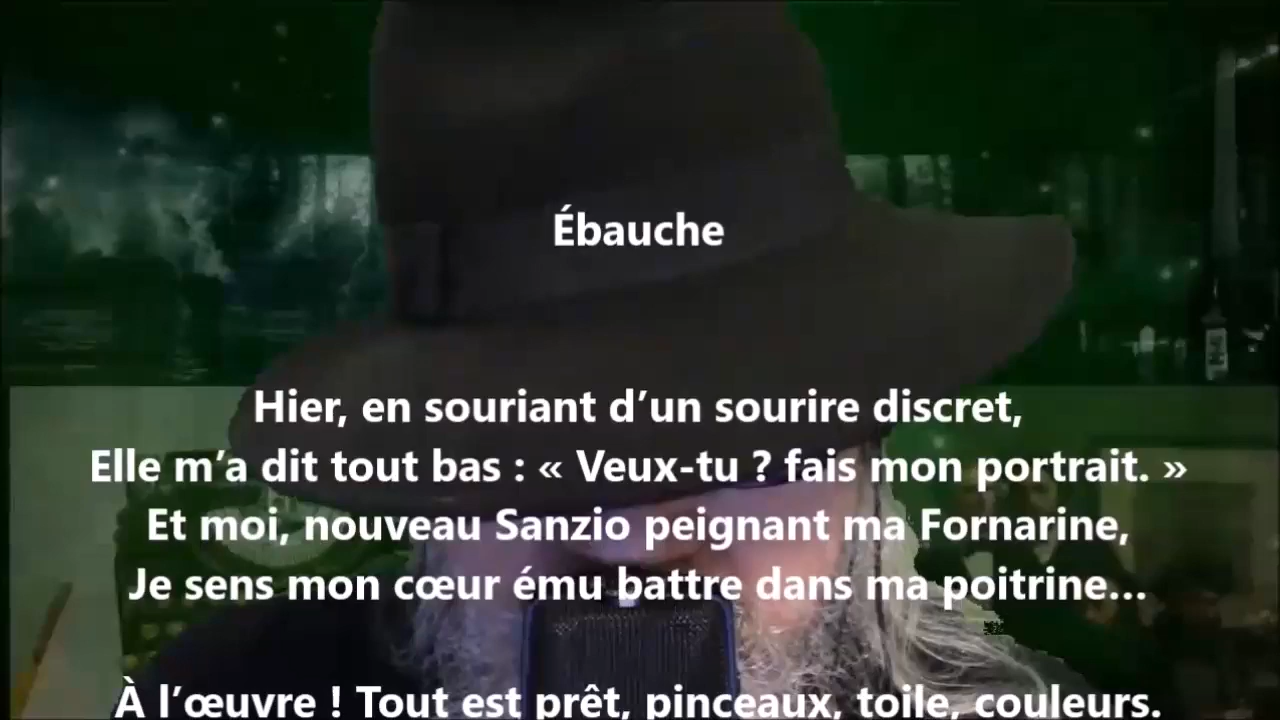 Ébauche
Hier, en souriant d’un sourire discret,
Elle m’a dit tout bas : « Veux-tu ? fais mon portrait. »
Et moi, nouveau Sanzio peignant ma Fornarine,
Je sens mon cœur ému battre dans ma poitrine…
À l’œuvre ! Tout est prêt, pinceaux, toile, couleurs.